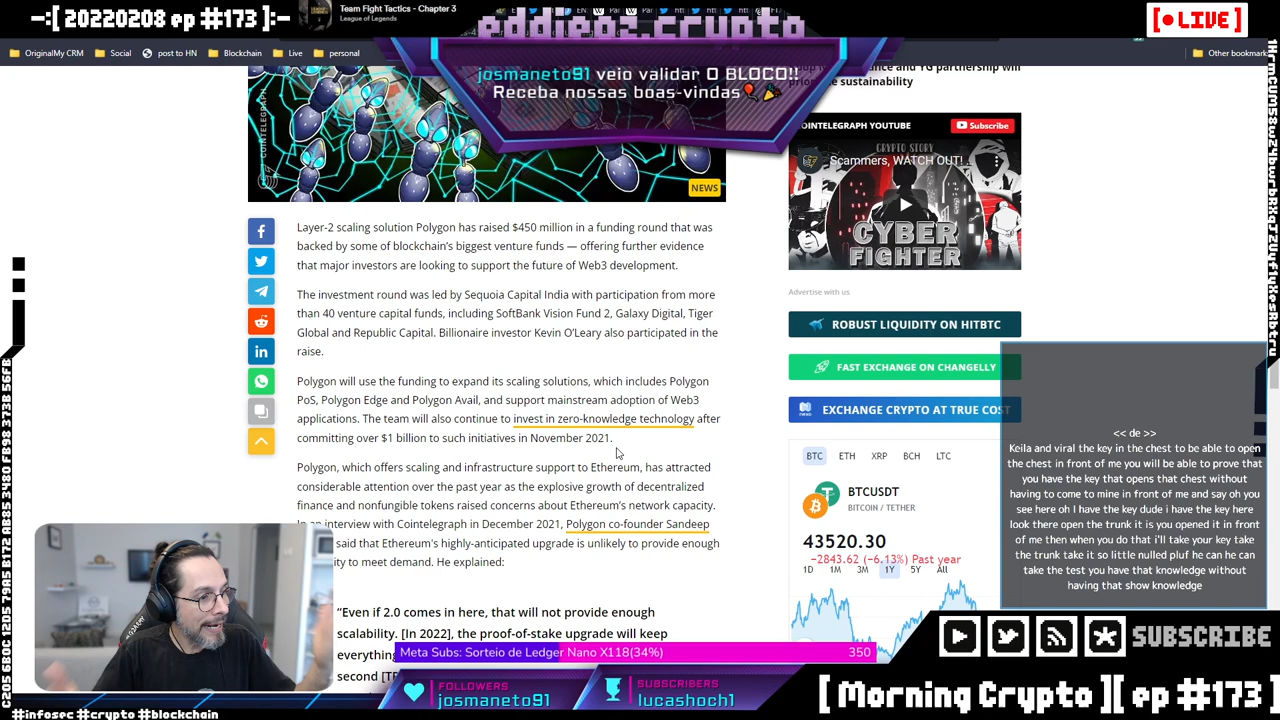 -:[ 20220208 ep #173 ]:-
Team Fight Tactics - Chapter 3
League of Legends
eddieoz.crypto
[● LIVE]
OriginalMy CRM
Social
post to HN
Blockchain
Live
personal
Other bookmarks
josmaneto91 veio validar O BLOCO!!
Receba nossas boas-vindas🎈🎉
COINTELEGRAPH
NEWS
Layer-2 scaling solution Polygon has raised $450 million in a funding round that was
backed by some of blockchain's biggest venture funds — offering further evidence
that major investors are looking to support the future of Web3 development.
The investment round was led by Sequoia Capital India with participation from more
than 40 venture capital funds, including SoftBank Vision Fund 2, Galaxy Digital, Tiger
Global and Republic Capital. Billionaire investor Kevin O'Leary also participated in the
raise.
Polygon will use the funding to expand its scaling solutions, which includes Polygon
PoS, Polygon Edge and Polygon Avail, and support mainstream adoption of Web3
applications. The team will also continue to invest in zero-knowledge technology after
committing over $1 billion to such initiatives in November 2021.
Polygon, which offers scaling and infrastructure support to Ethereum, has attracted
considerable attention over the past year as the explosive growth of decentralized
finance and nonfungible tokens raised concerns about Ethereum's network capacity.
In an interview with Cointelegraph in December 2021, Polygon co-founder Sandeep
said that Ethereum's highly-anticipated upgrade is unlikely to provide enough
to meet demand. He explained:
"Even if 2.0 comes in here, that will not provide enough
scalability. [In 2022], the proof-of-stake upgrade will keep
everything
second
and YG partnership will
sustainability
COINTELEGRAPH YOUTUBE
Subscribe
CRYPTO STORY
Scammers, WATCH OUT! ...
CYBER
FIGHTER
Advertise with us
ROBUST LIQUIDITY ON HITBTC
FAST EXCHANGE ON CHANGELLY
EXCHANGE CRYPTO AT TRUE COST
BTC ETH XRP BCH LTC
BTCUSDT
BITCOIN / TETHER
43520.30
−2843.62 (−6.13%) Past year
1D 1M 3M 1Y 5Y All
<< de >>
Keila and viral the key in the chest to be able to open
the chest in front of me you will be able to prove that
you have the key that opens that chest without
having to come to mine in front of me and say oh you
see here oh I have the key dude i have the key here
look there open the trunk it is you opened it in front
of me then when you do that i'll take your key take
the trunk take it so little nulled pluf he can he can
take the test you have that knowledge without
having that show knowledge
Meta Subs: Sorteio de Ledger Nano X118(34%)
350
FOLLOWERS
josmaneto91
SUBSCRIBERS
lucashoch1
SUBSCRIBE
[ Morning Crypto ][ ep #173 ]
#infosec #crypto #blockchain